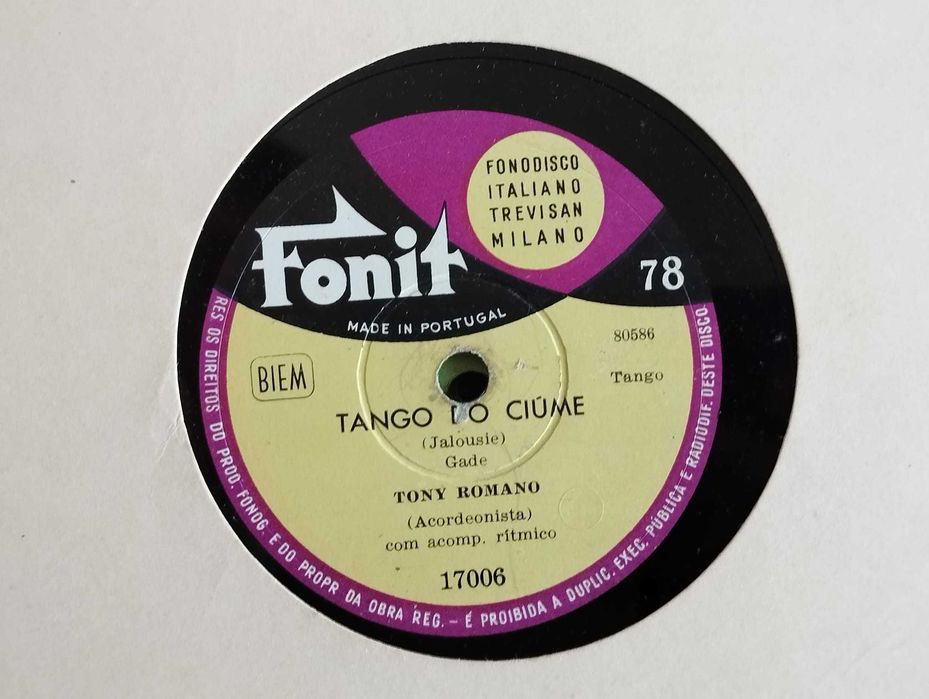 FONODISCO
ITALIANO
TREVISAN
MILANO
Fonit
78
MADE IN PORTUGAL
80586
BIEM
Tango
TANGO DO CIÚME
(Jalousie)
Gade
TONY ROMANO
(Acordeonista)
com acomp. rítmico
17006
RES OS DIREITOS DO PROD. FONOG. E DO PROPR DA OBRA REG. - É PROIBIDA A DUPLIC. EXEC. PÚBLICA E RADIODIF. DESTE DISCO.